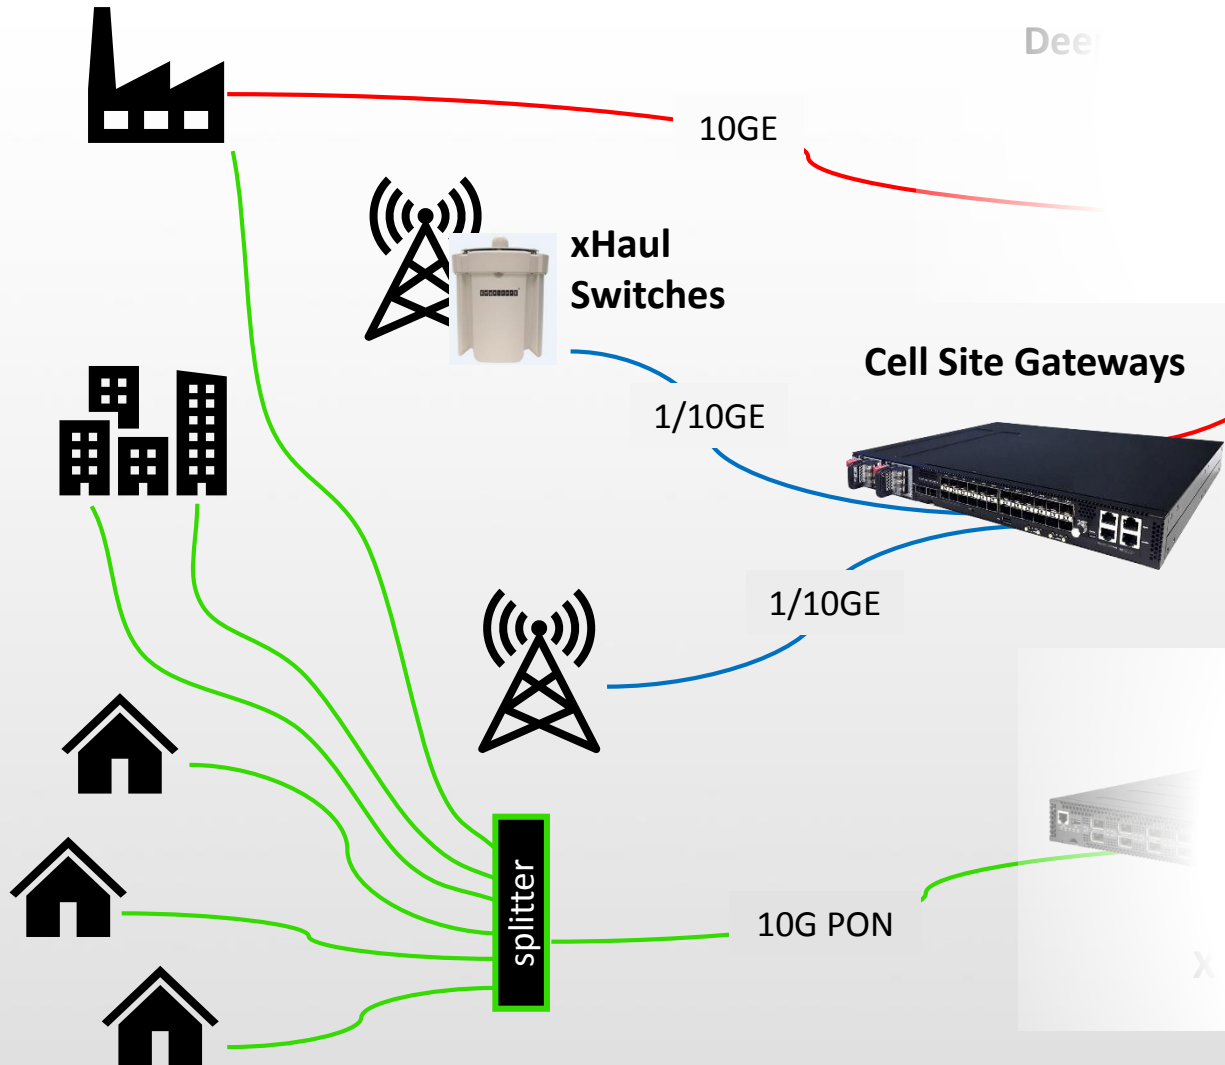 10GE
xHaul
Switches
Cell Site Gateways
1/10GE
1/10GE
splitter
10G PON
X